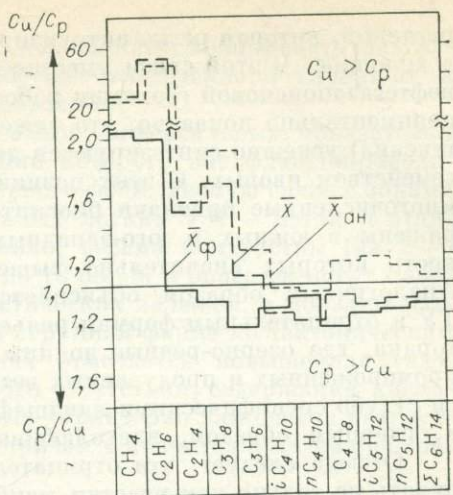 Cи/Cр
60
Cи > Cр
20
2,0
1,6
X̄ф
X̄
X̄ан
1,2
1,0
1,2
1,6
Cр > Cи
Cр/Cи
CH4
C2H6
C2H4
C3H8
C3H6
iC4H10
nC4H10
C4H8
iC5H12
nC5H12
ΣC6H14